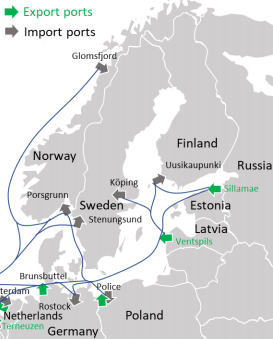 Export ports
Import ports
Glomsfjord
Finland
Norway
Uusikaupunki
Russia
Köping
Sillamae
Porsgrunn
Sweden
Estonia
Stenungsund
Latvia
Ventspils
Brunsbuttel
terdam
Police
Rostock
Netherlands
Poland
Terneuzen
Germany